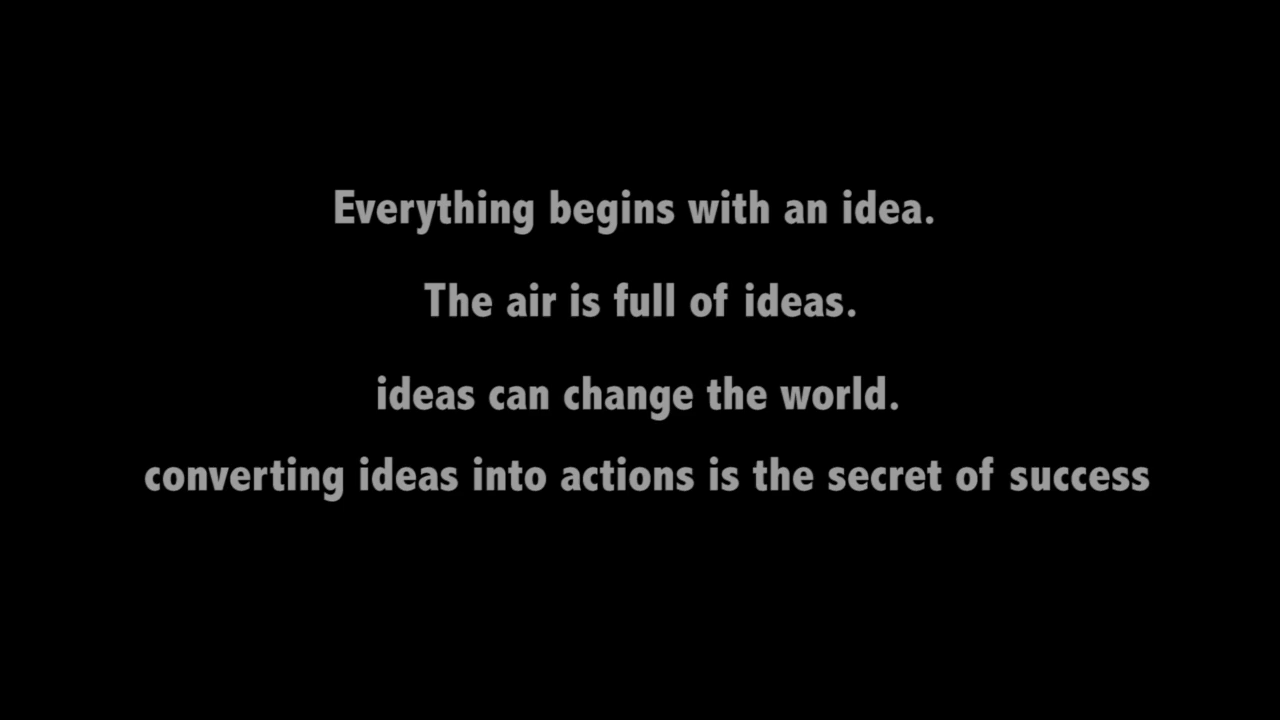 Everything begins with an idea.
The air is full of ideas.
ideas can change the world.
converting ideas into actions is the secret of success